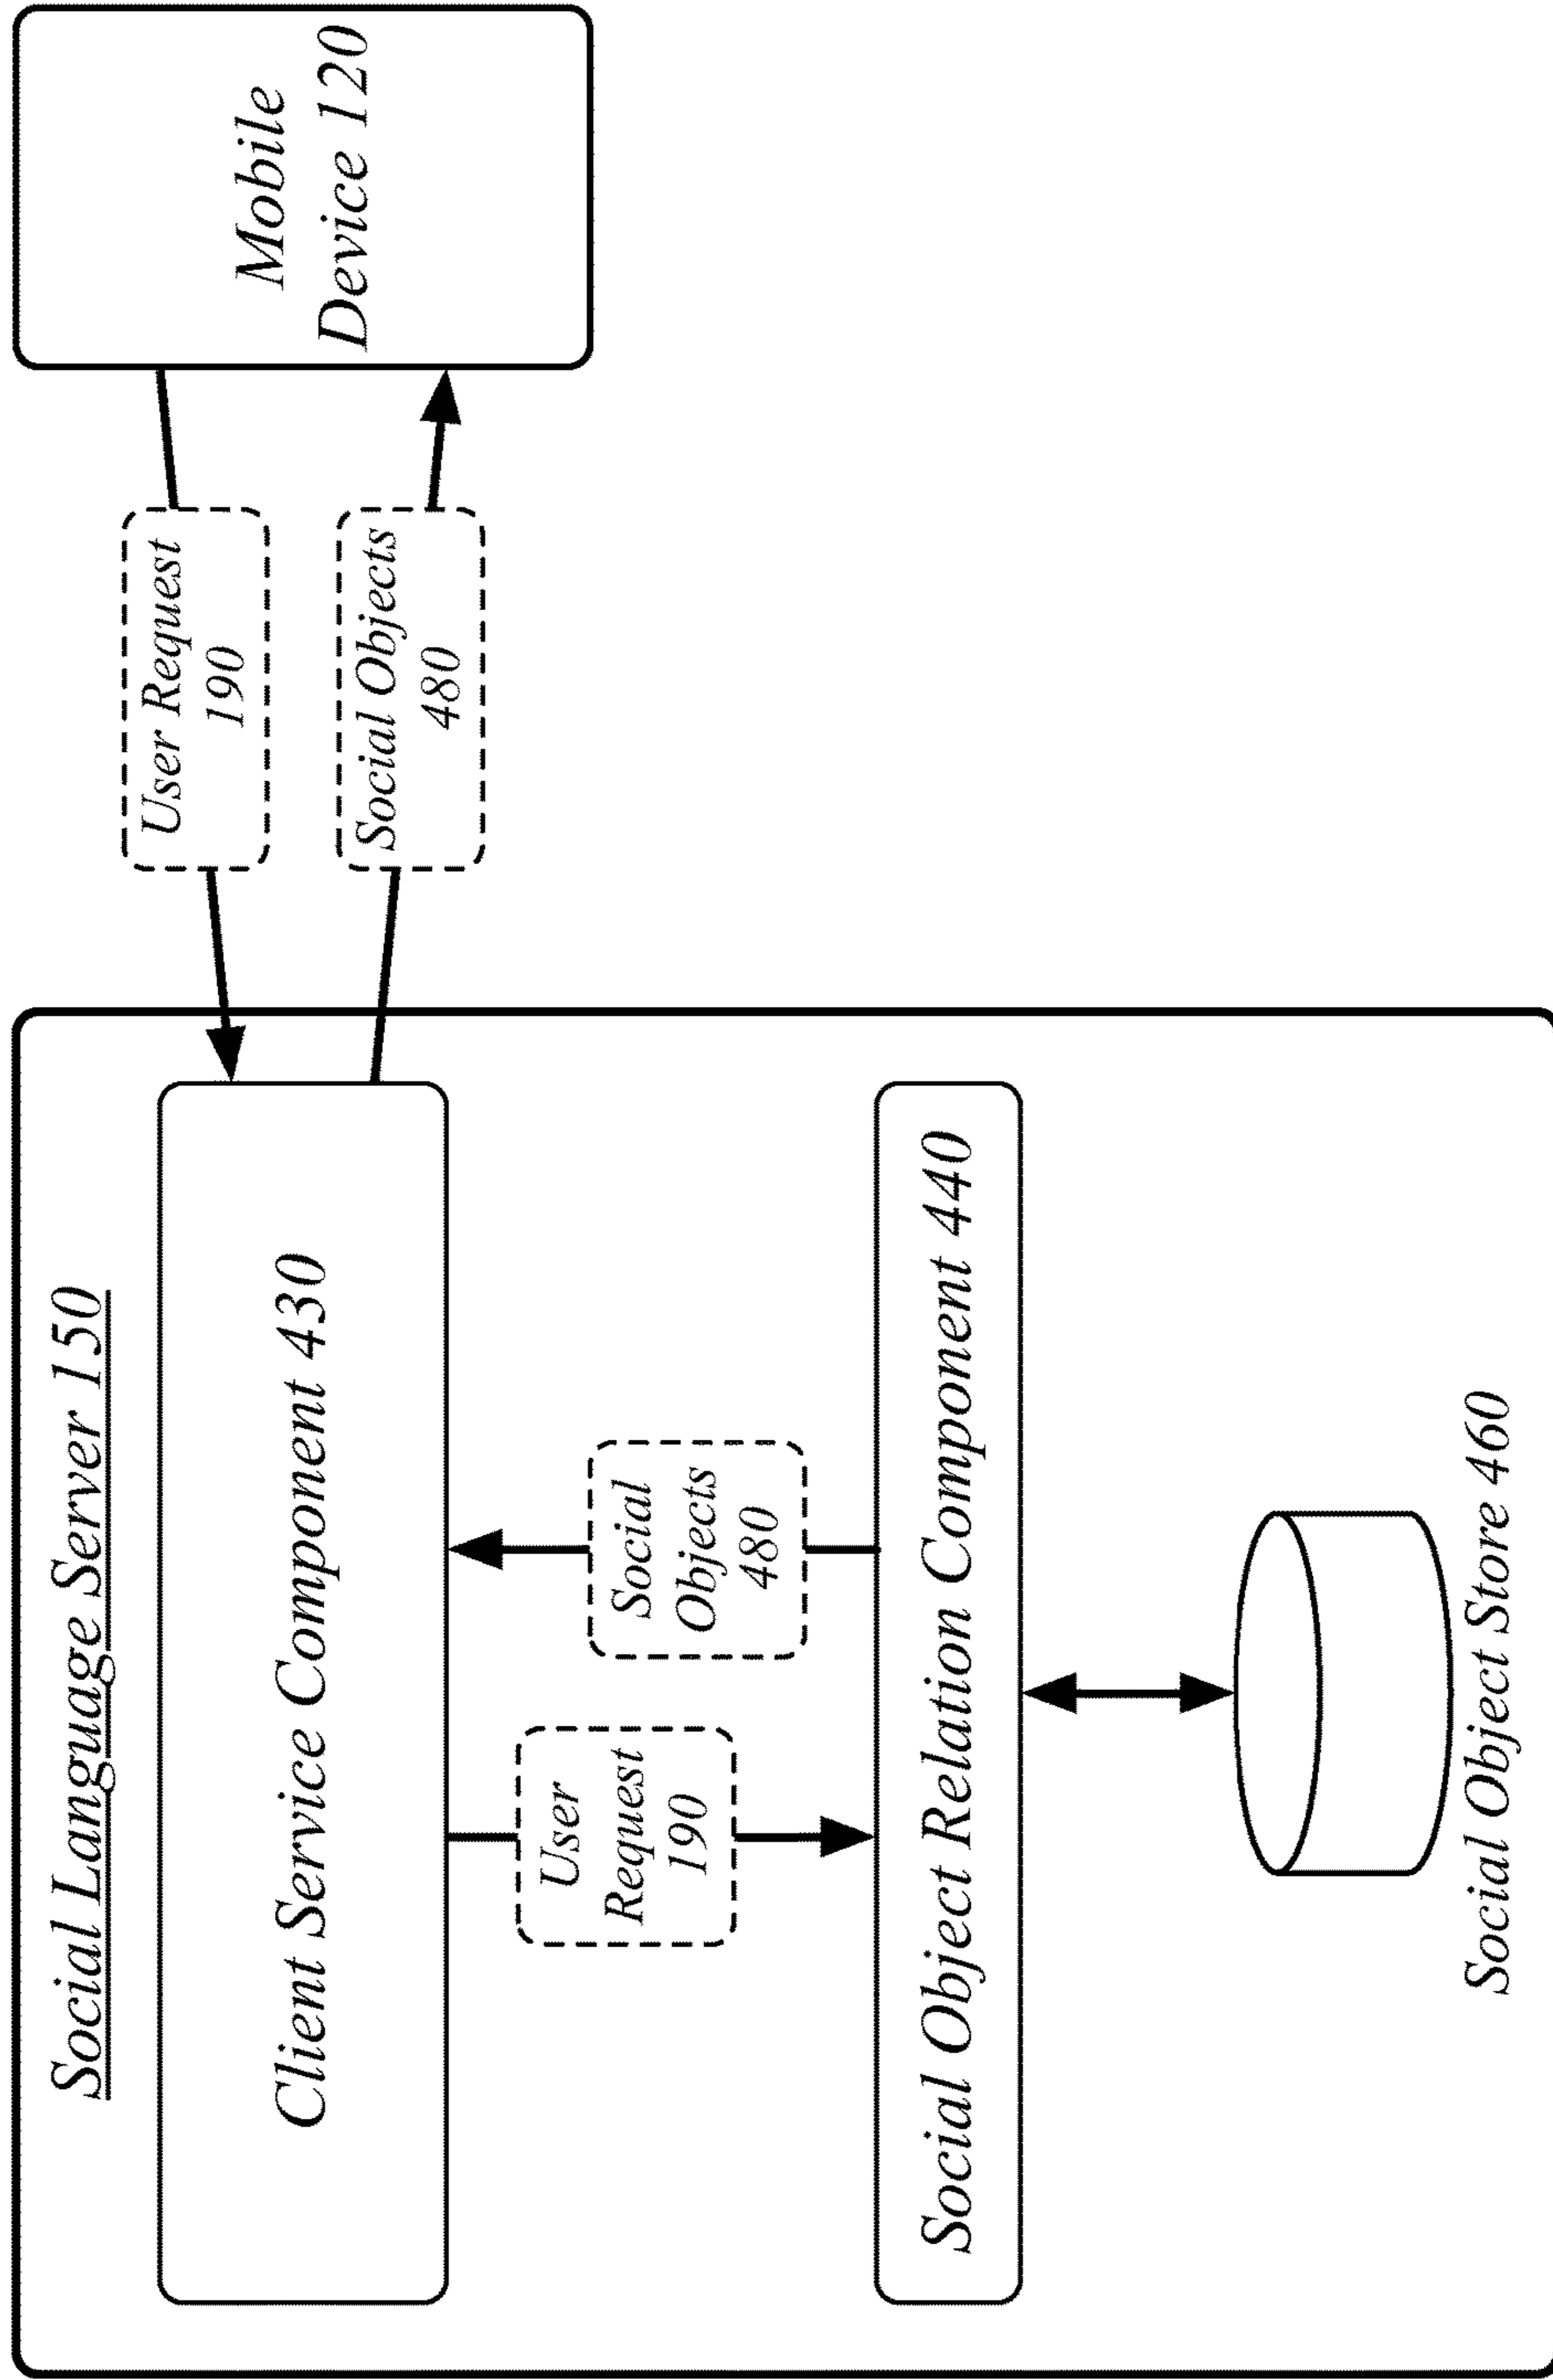 Social Language Server 150
Client Service Component 430
User
Request
190
Social
Objects
480
Social Object Relation Component 440
Social Object Store 460
User Request
190
Social Objects
480
Mobile
Device 120